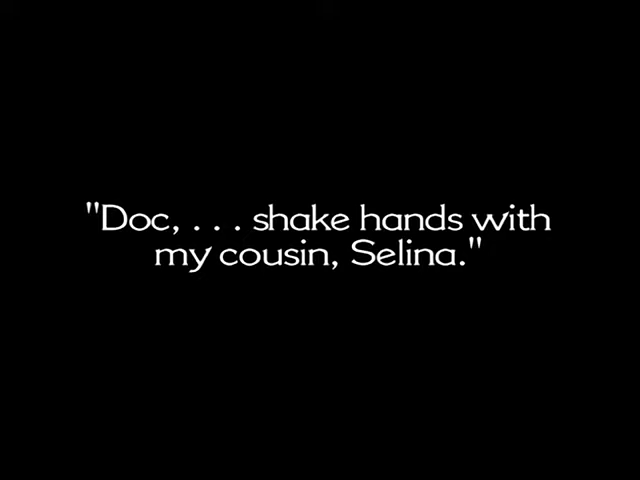 "Doc, . . . shake hands with
my cousin, Selina."